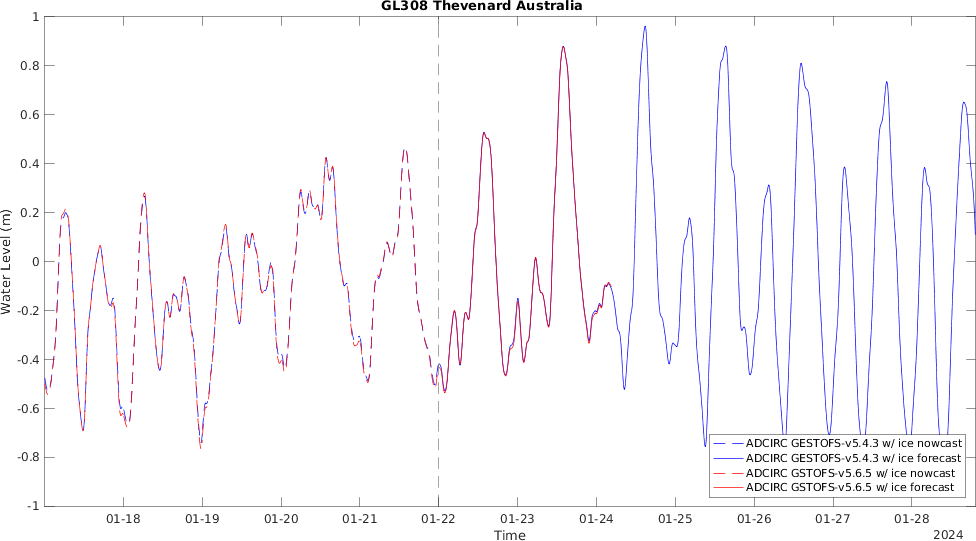 GL308 Thevenard Australia
1
0.8
0.6
0.4
0.2
0
-0.2
-0.4
-0.6
-0.8
-1
Water Level (m)
01-18 01-19 01-20 01-21 01-22 01-23 01-24 01-25 01-26 01-27 01-28
Time
2024
ADCIRC GESTOFS-v5.4.3 w/ ice nowcast
ADCIRC GESTOFS-v5.4.3 w/ ice forecast
ADCIRC GSTOFS-v5.6.5 w/ ice nowcast
ADCIRC GSTOFS-v5.6.5 w/ ice forecast